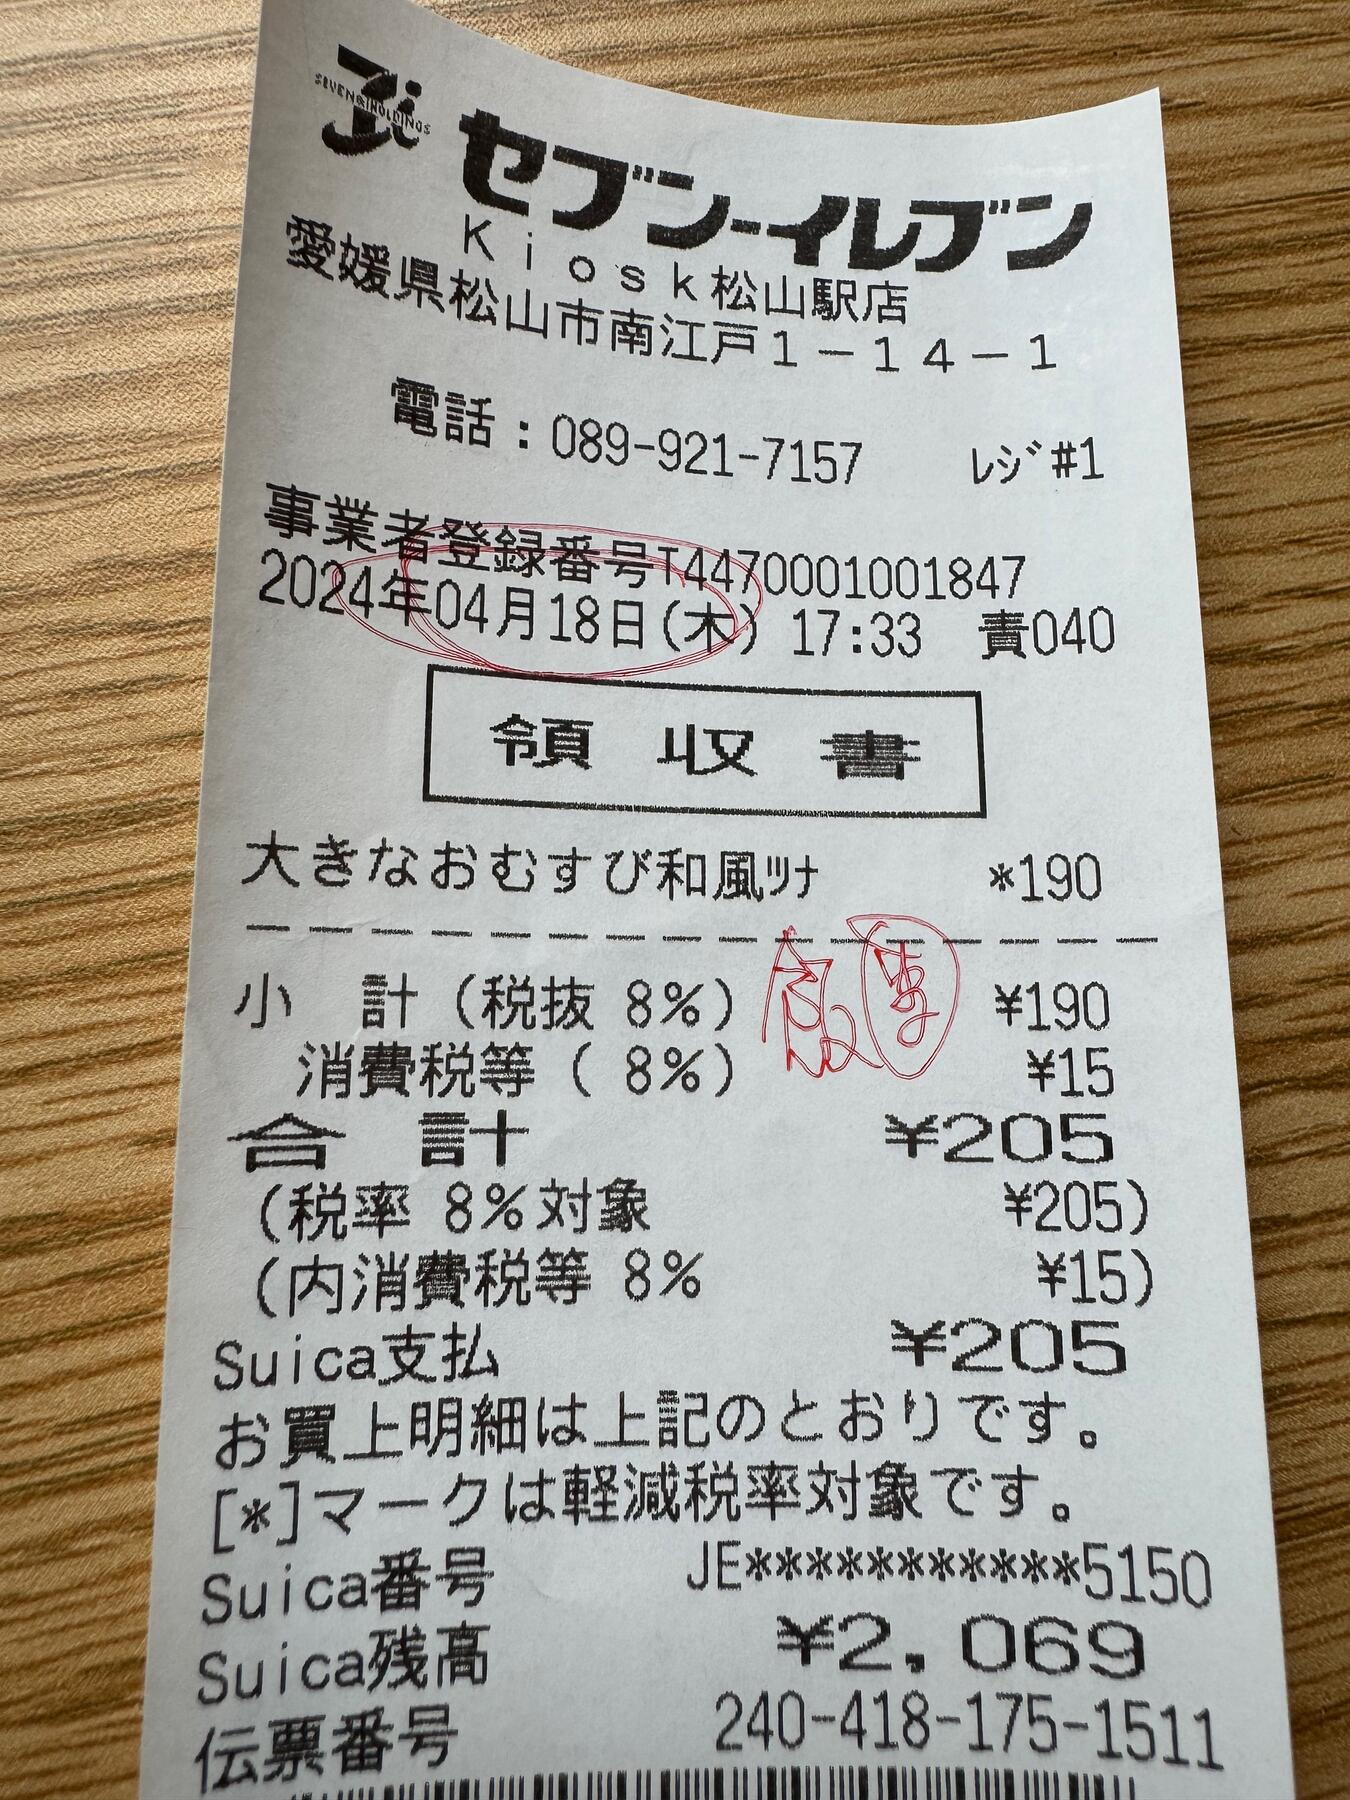 SEVEN&i HOLDINGS
セブン-イレブン
Kiosk松山駅店
愛媛県松山市南江戸1-14-1
電話:089-921-7157 レジ#1
事業者登録番号T4470001001847
2024年04月18日(木) 17:33 責040
領収書
大きなおむすび和風ツナ *190
小 計(税抜 8%) ¥190
消費税等( 8%) ¥15
合 計 ¥205
(税率 8%対象 ¥205)
(内消費税等 8% ¥15)
Suica支払 ¥205
お買上明細は上記のとおりです。
[*]マークは軽減税率対象です。
Suica番号 JE************5150
Suica残高 ¥2,069
伝票番号 240-418-175-1511